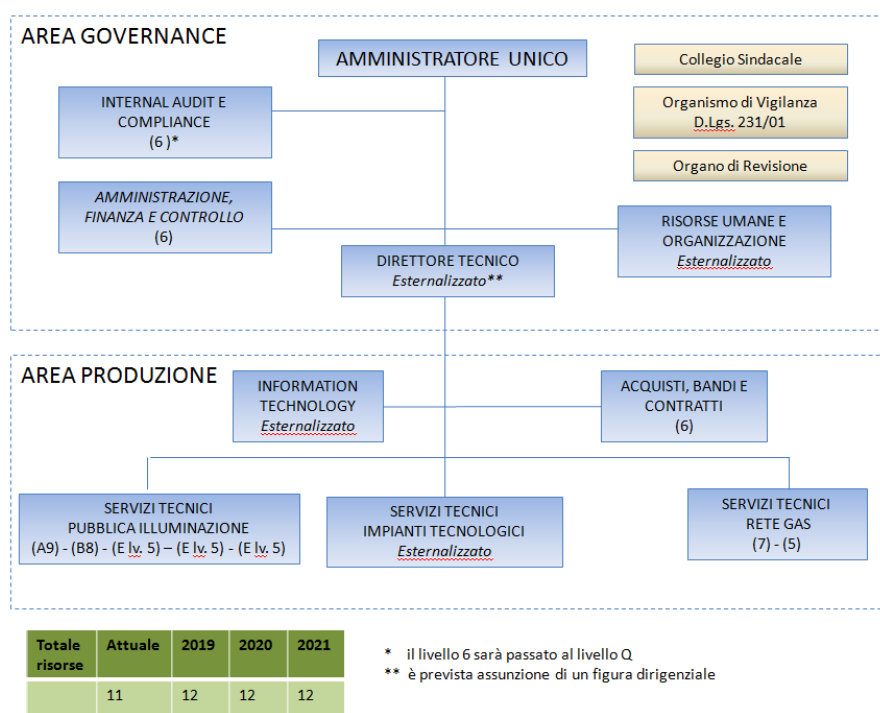 AREA GOVERNANCE
AMMINISTRATORE UNICO
Collegio Sindacale
INTERNAL AUDIT E
COMPLIANCE
(6 )*
Organismo di Vigilanza
D.Lgs. 231/01
Organo di Revisione
AMMINISTRAZIONE,
FINANZA E CONTROLLO
(6)
RISORSE UMANE E
ORGANIZZAZIONE
Esternalizzato
DIRETTORE TECNICO
Esternalizzato**
AREA PRODUZIONE
INFORMATION
TECHNOLOGY
Esternalizzato
ACQUISTI, BANDI E
CONTRATTI
(6)
SERVIZI TECNICI
PUBBLICA ILLUMINAZIONE
(A9) - (B8) - (E lv. 5) – (E lv. 5) - (E lv. 5)
SERVIZI TECNICI
IMPIANTI TECNOLOGICI
Esternalizzato
SERVIZI TECNICI
RETE GAS
(7) - (5)
Totale risorse Attuale 2019 2020 2021
11 12 12 12
* il livello 6 sarà passato al livello Q
** è prevista assunzione di un figura dirigenziale